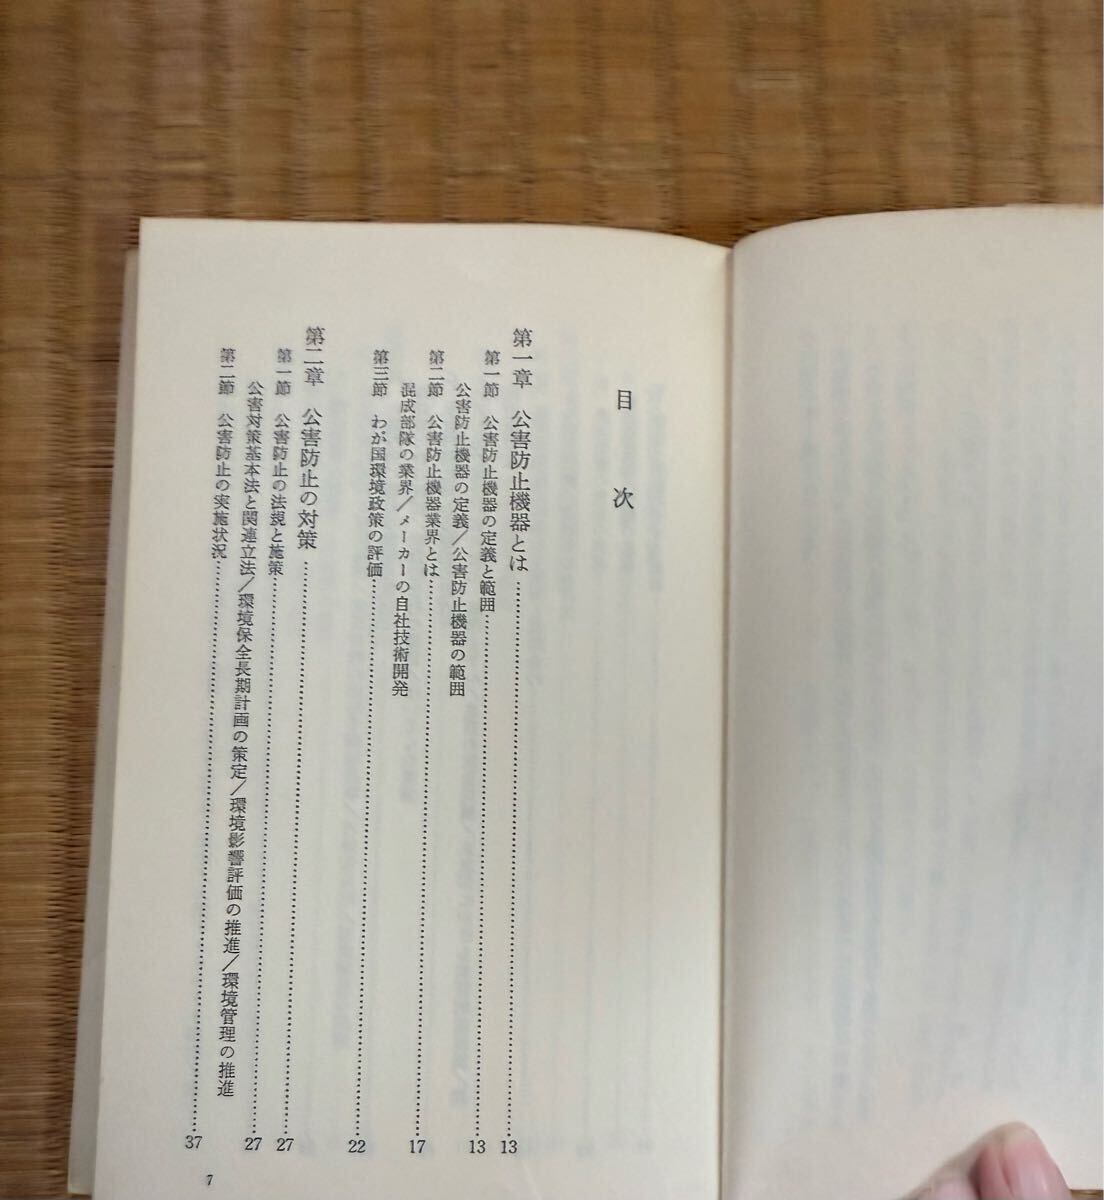 目次
第一章 公害防止機器とは……………13
第一節 公害防止機器の定義と範囲……………13
公害防止機器の定義／公害防止機器の範囲
第二節 公害防止機器業界とは……………17
混成部隊の業界／メーカーの自社技術開発
第三節 わが国環境政策の評価……………22
第二章 公害防止の対策……………27
第一節 公害防止の法規と施策……………27
公害対策基本法と関連立法／環境保全長期計画の策定／環境影響評価の推進／環境管理の推進
第二節 公害防止の実施状況……………37
7